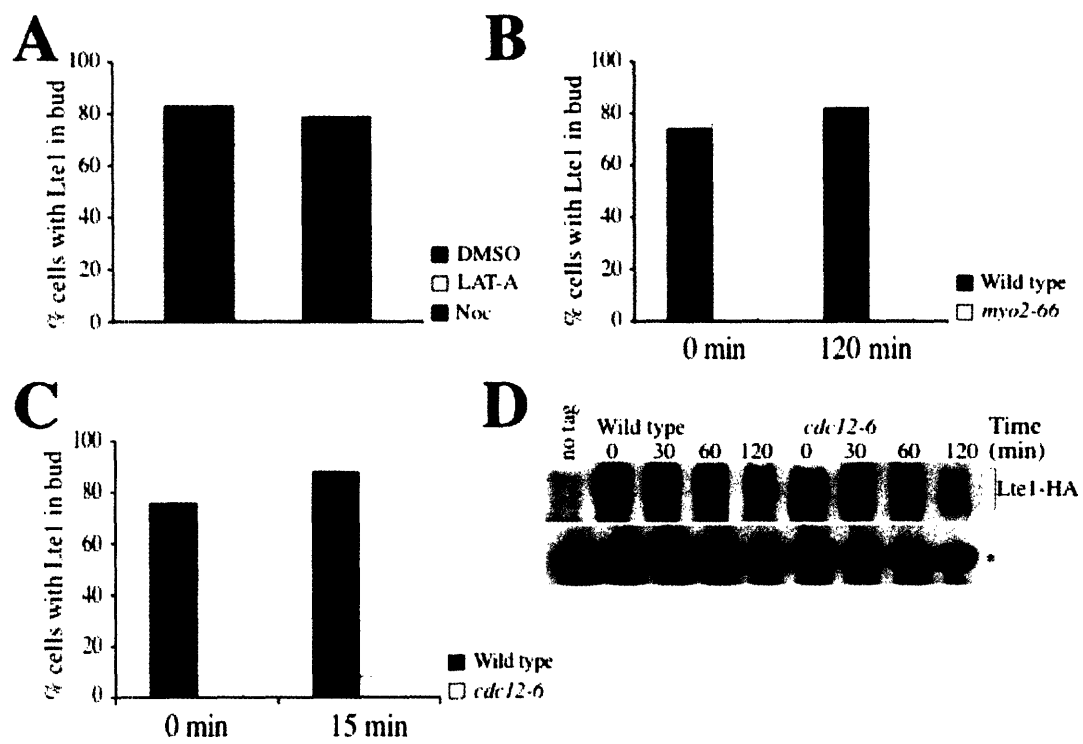 A
% cells with Lte1 in bud
100
80
60
40
20
0
DMSO
LAT-A
Noc
B
% cells with Lte1 in bud
100
80
60
40
20
0
0 min
120 min
Wild type
myo2-66
C
% cells with Lte1 in bud
100
80
60
40
20
0
0 min
15 min
Wild type
cdc12-6
D
no tag
Wild type
cdc12-6
Time
0 30 60 120 0 30 60 120 (min)
Lte1-HA
*